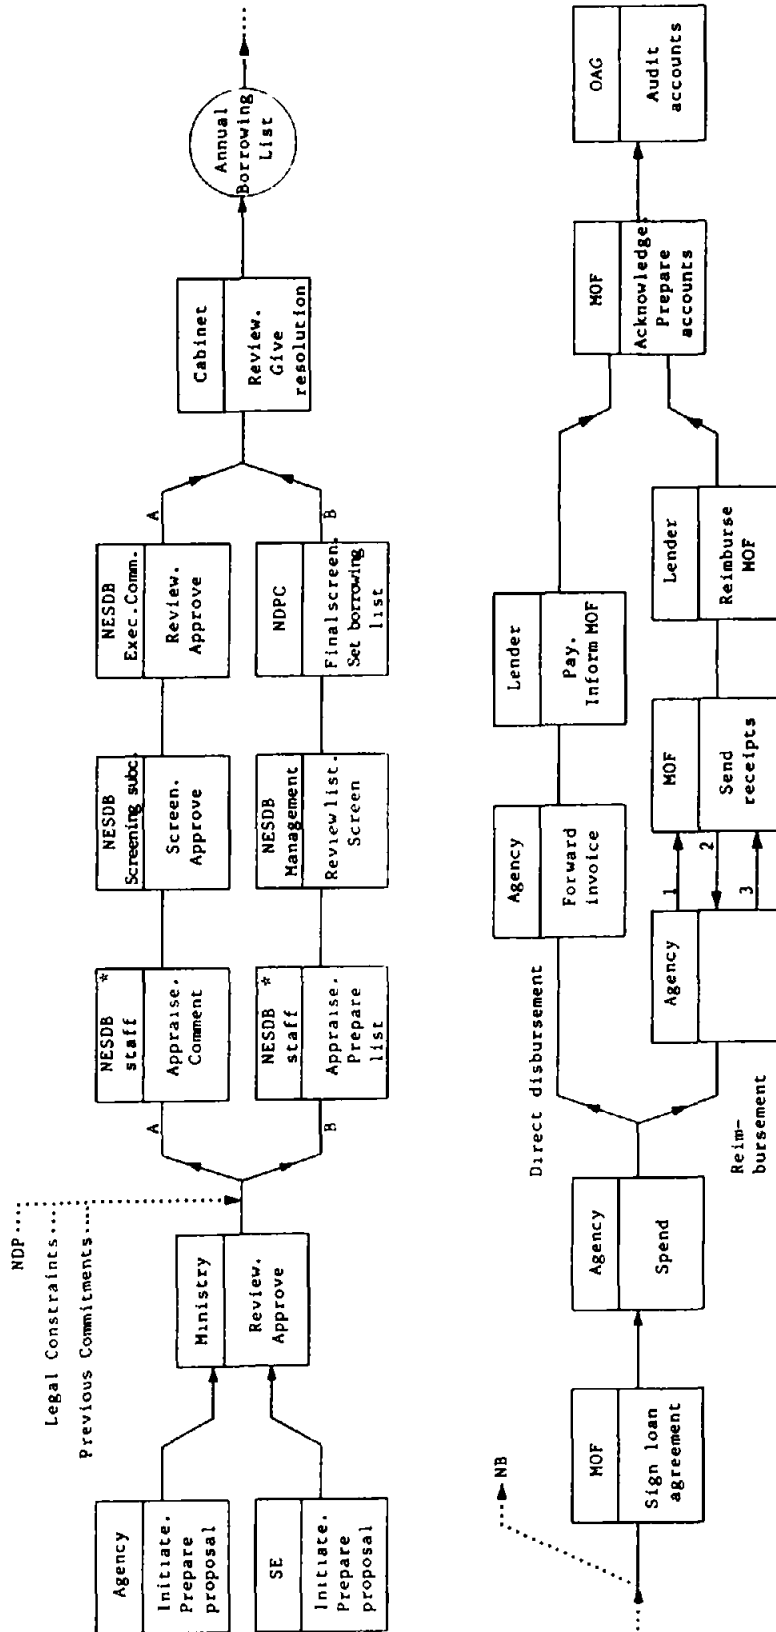 NDP
Legal Constraints
Previous Commitments
Agency
Initiate.
Prepare
proposal
SE
Initiate.
Prepare
proposal
Ministry
Review.
Approve
A
B
NESDB *
staff
Appraise.
Comment
NESDB
Screening subc.
Screen.
Approve
NESDB
Exec.Comm.
Review.
Approve
A
NESDB *
staff
Appraise.
Prepare
list
NESDB
Management
Review list.
Screen
NDPC
Final screen.
Set borrowing
list
B
Cabinet
Review.
Give
resolution
Annual
Borrowing
List
NB
MOF
Sign loan
agreement
Agency
Spend
Direct disbursement
Agency
Forward
invoice
Lender
Pay.
Inform MOF
Reim-
bursement
Agency
1
2
3
MOF
Send
receipts
Lender
Reimburse
MOF
MOF
Acknowledge.
Prepare
accounts
OAG
Audit
accounts